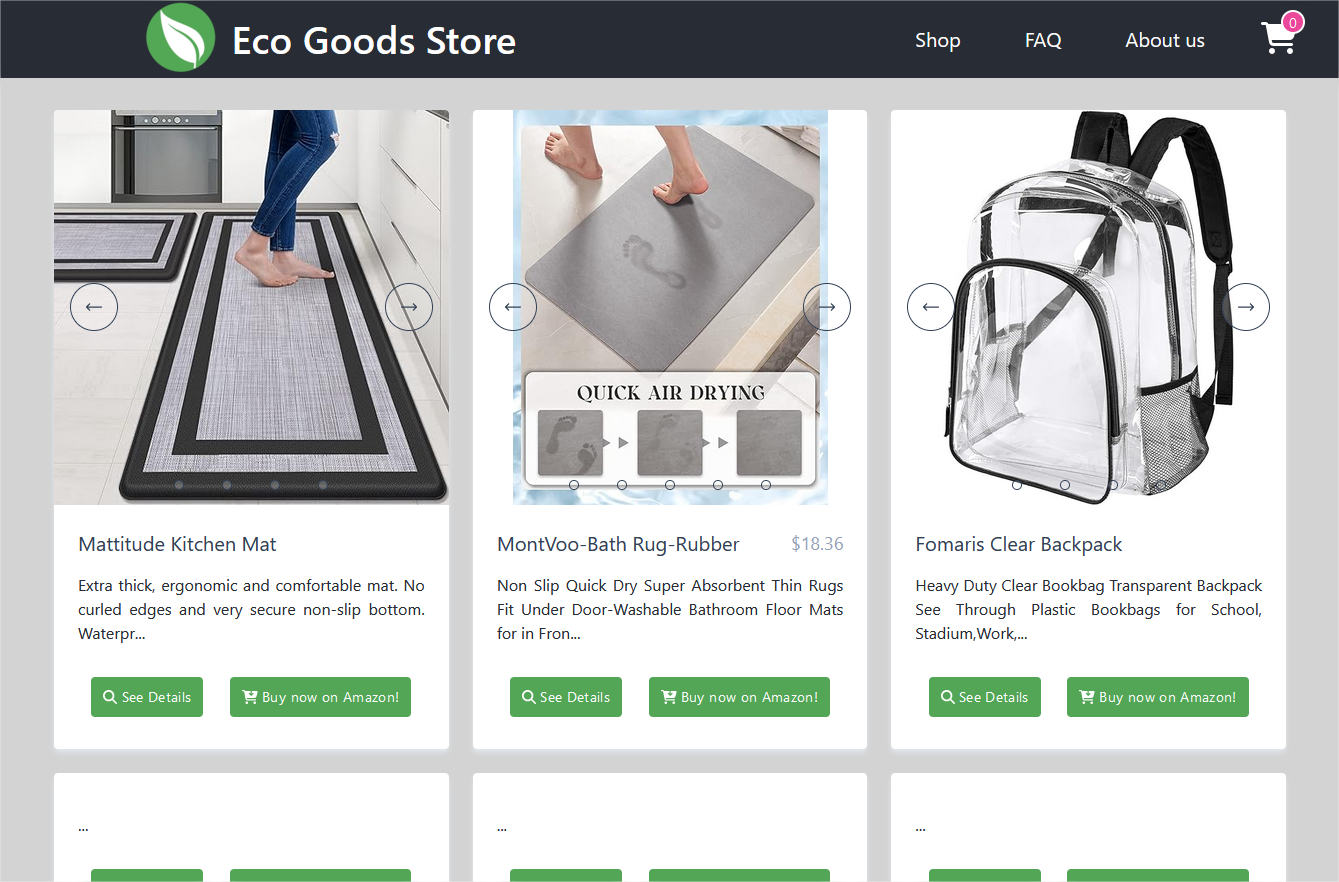 Eco Goods Store
Shop
FAQ
About us
0
QUICK AIR DRYING
Mattitude Kitchen Mat
Extra thick, ergonomic and comfortable mat. No
curled edges and very secure non-slip bottom.
Waterpr...
See Details
Buy now on Amazon!
MontVoo-Bath Rug-Rubber
$18.36
Non Slip Quick Dry Super Absorbent Thin Rugs
Fit Under Door-Washable Bathroom Floor Mats
for in Fron...
See Details
Buy now on Amazon!
Fomaris Clear Backpack
Heavy Duty Clear Bookbag Transparent Backpack
See Through Plastic Bookbags for School,
Stadium,Work,...
See Details
Buy now on Amazon!
...
...
...